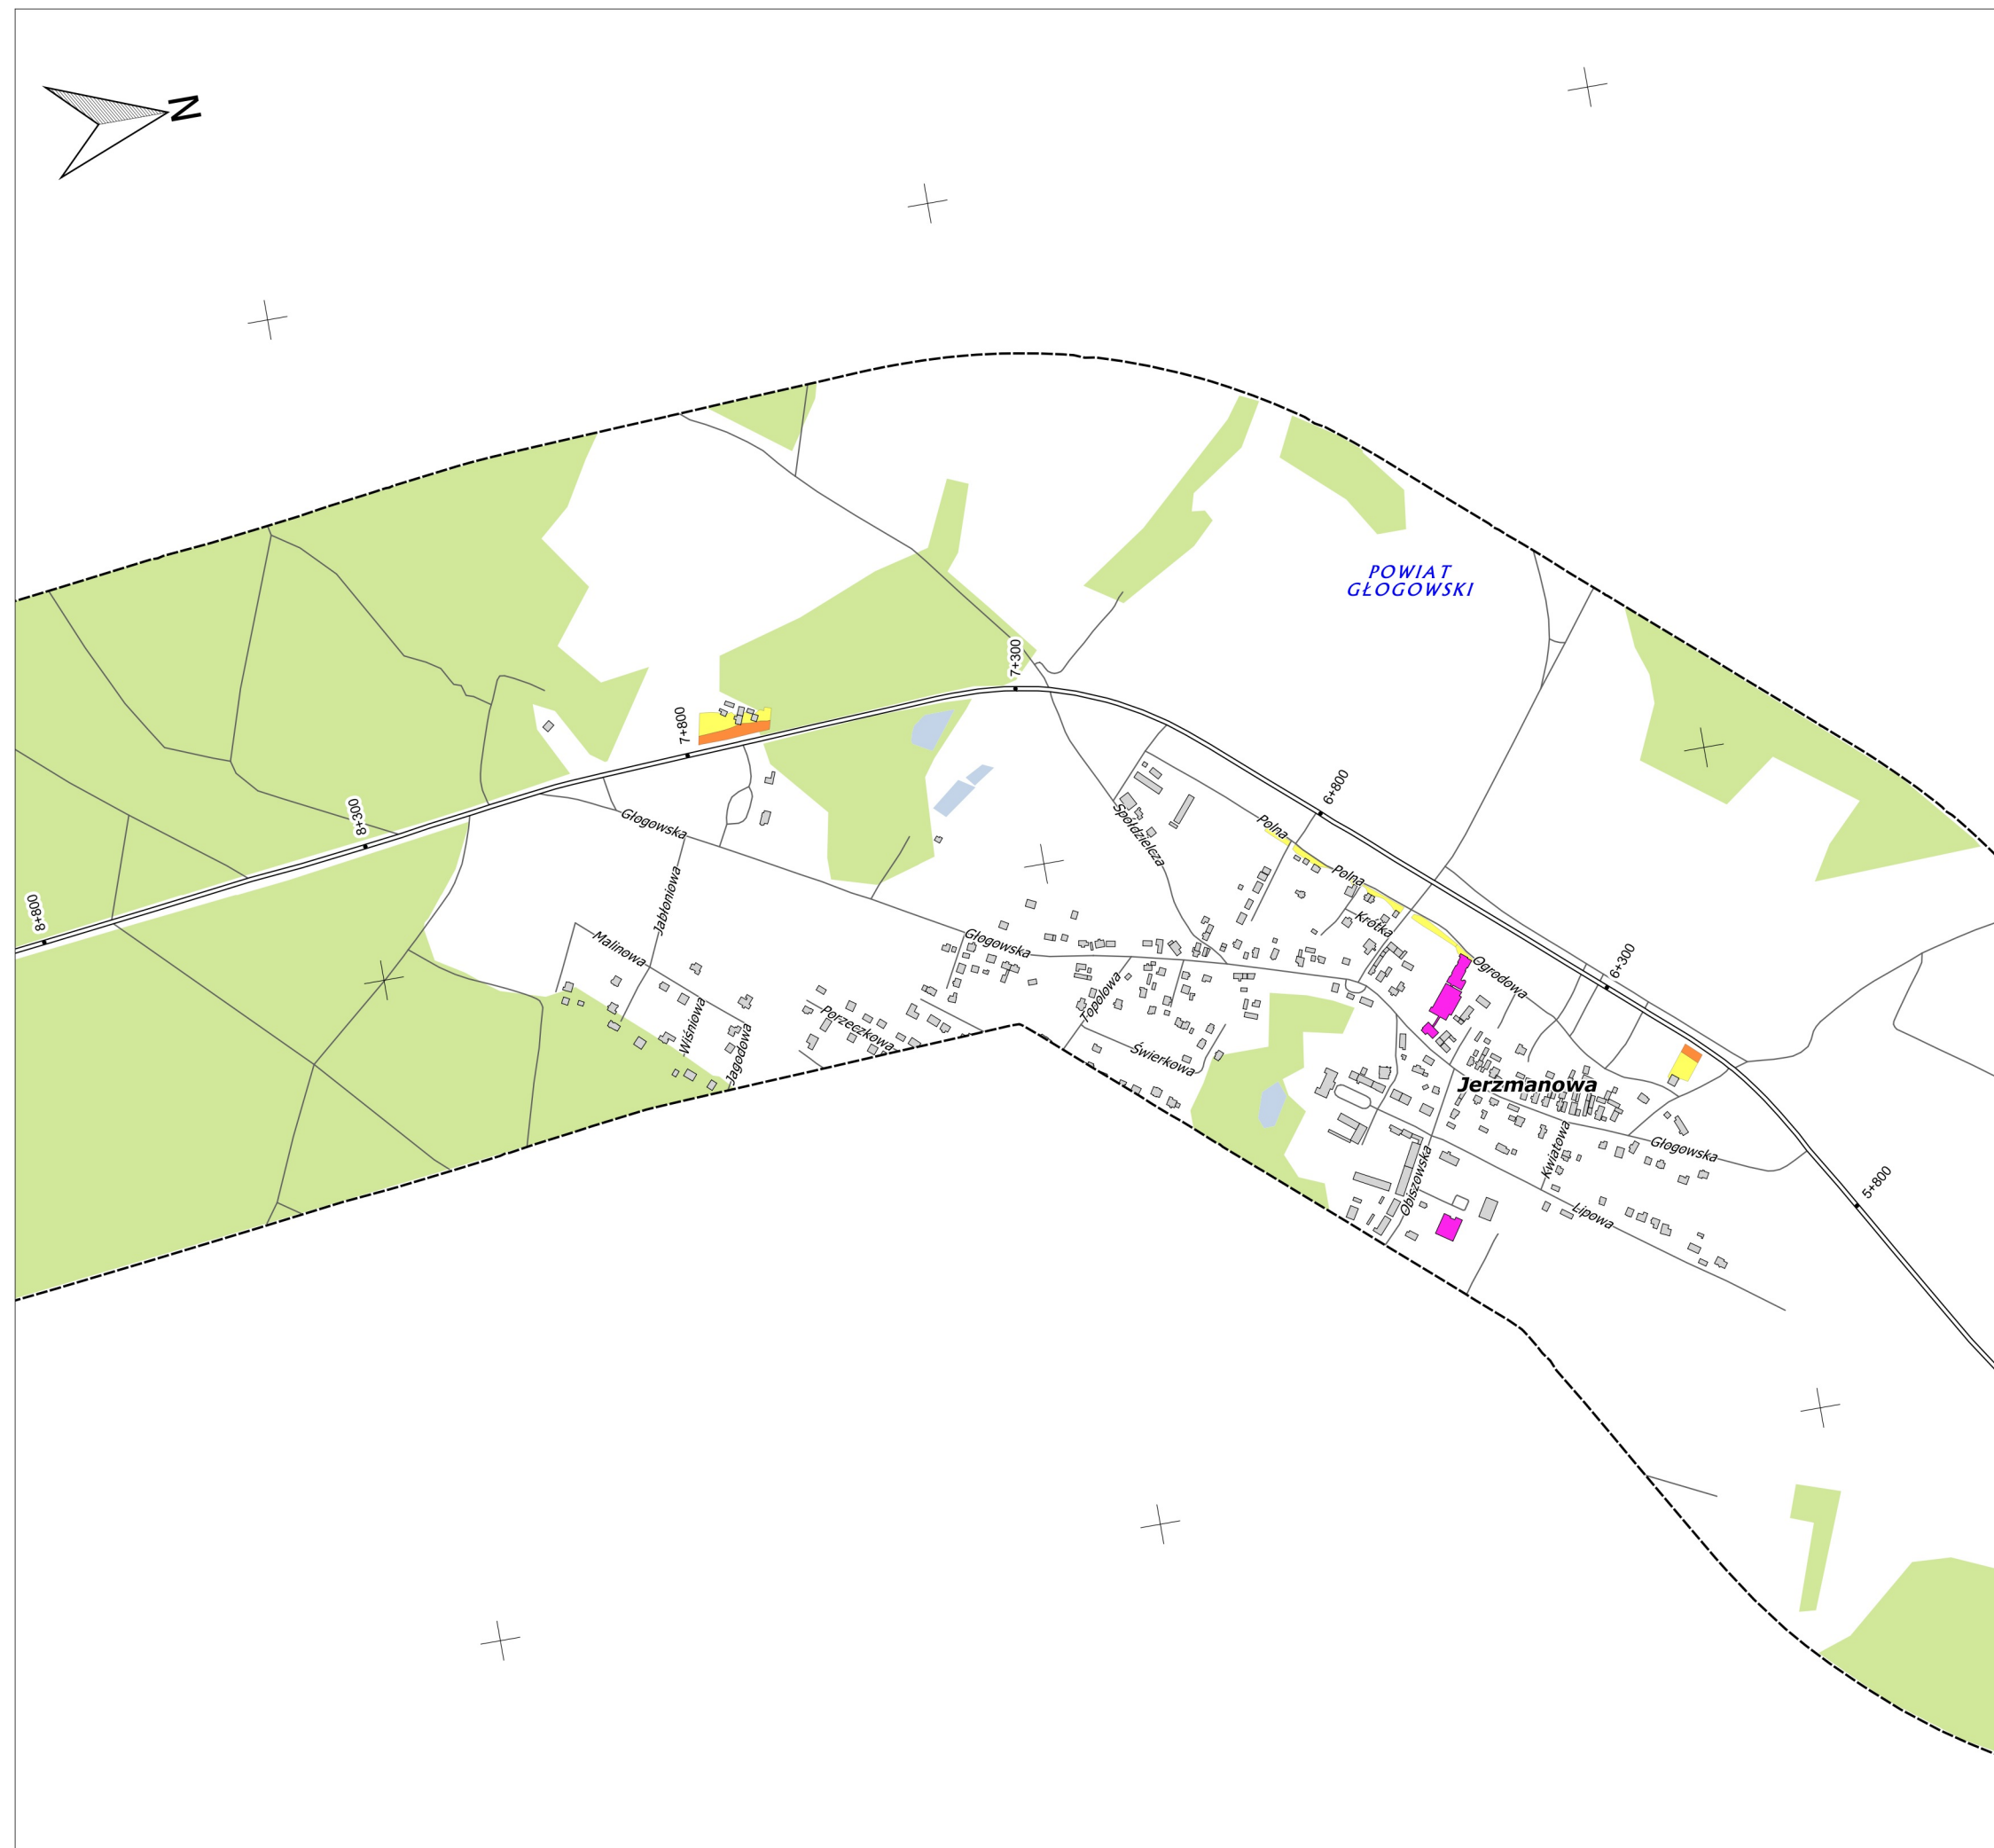 N
POWIAT
GŁOGOWSKI
7+300
7+800
6+800
8+300
Głogowska
Spółdzielcza
Polna
Polna
8+800
Jabłoniowa
Krótka
Malinowa
Głogowska
Ogrodowa
6+300
Topolowa
Wiśniowa
Porzeczkowa
Jagodowa
Świerkowa
Jerzmanowa
Kwiatowa
Głogowska
Obiszowska
5+800
Lipowa